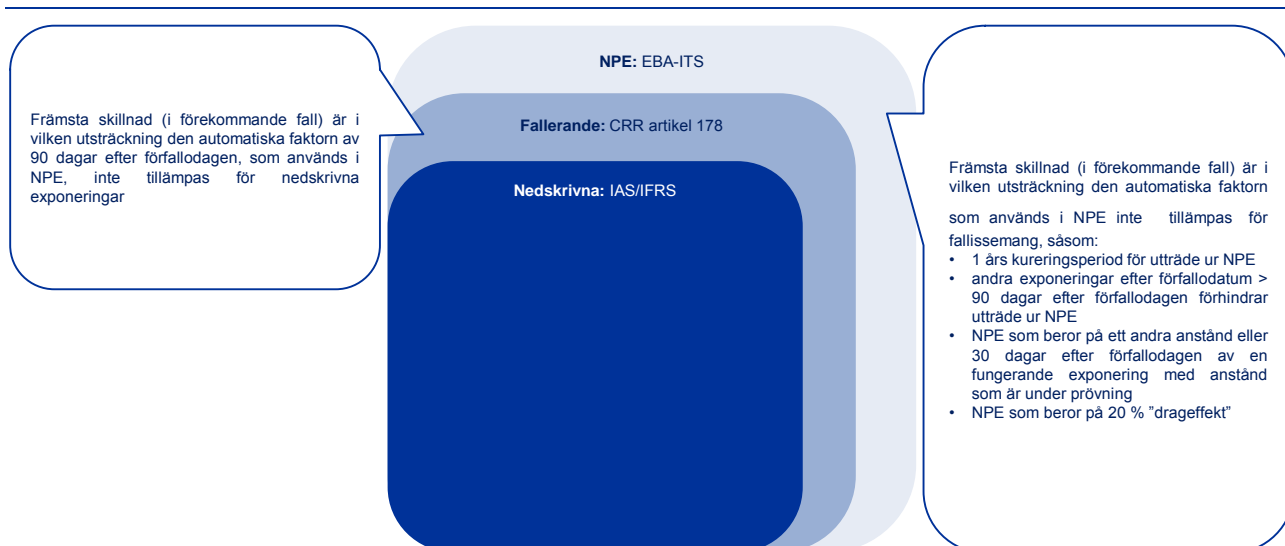 NPE: EBA-ITS
Fallerande: CRR artikel 178
Nedskrivna: IAS/IFRS
Främsta skillnad (i förekommande fall) är i
vilken utsträckning den automatiska faktorn av
90 dagar efter förfallodagen, som används i
NPE, inte tillämpas för nedskrivna
exponeringar
Främsta skillnad (i förekommande fall) är i
vilken utsträckning den automatiska faktorn
som används i NPE inte tillämpas för
fallissemang, såsom:
• 1 års kureringsperiod för utträde ur NPE
• andra exponeringar efter förfallodatum >
90 dagar efter förfallodagen förhindrar
utträde ur NPE
• NPE som beror på ett andra anstånd eller
30 dagar efter förfallodagen av en
fungerande exponering med anstånd
som är under prövning
• NPE som beror på 20 % ”drageffekt”